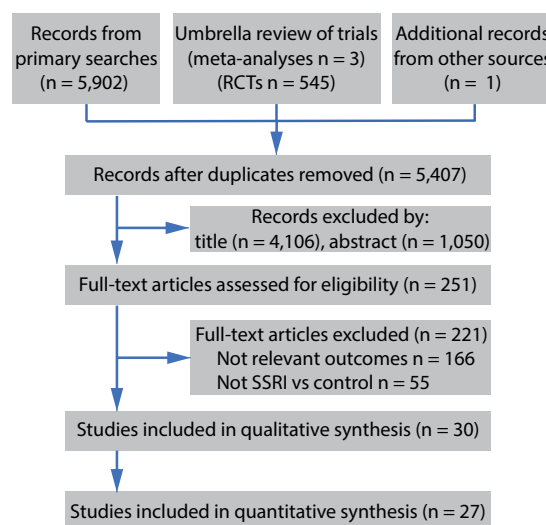 Records from
primary searches
(n = 5,902)
Umbrella review of trials
(meta-analyses n = 3)
(RCTs n = 545)
Additional records
from other sources
(n = 1)
Records after duplicates removed (n = 5,407)
Records excluded by:
title (n = 4,106), abstract (n = 1,050)
Full-text articles assessed for eligibility (n = 251)
Full-text articles excluded (n = 221)
Not relevant outcomes n = 166
Not SSRI vs control n = 55
Studies included in qualitative synthesis (n = 30)
Studies included in quantitative synthesis (n = 27)